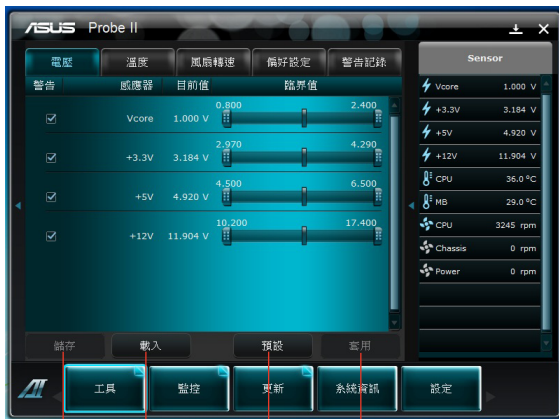 ASUS Probe II
電壓 溫度 風扇轉速 偏好設定 警告記錄
警告 感應器 目前值 臨界值
0.800 2.400
Vcore 1.000 V
2.970 4.290
+3.3V 3.184 V
4.500 6.500
+5V 4.920 V
10.200 17.400
+12V 11.904 V
儲存 載入 預設 套用
Sensor
Vcore 1.000 V
+3.3V 3.184 V
+5V 4.920 V
+12V 11.904 V
CPU 36.0 ºC
MB 29.0 ºC
CPU 3245 rpm
Chassis 0 rpm
Power 0 rpm
AI 工具 監控 更新 系統資訊 設定